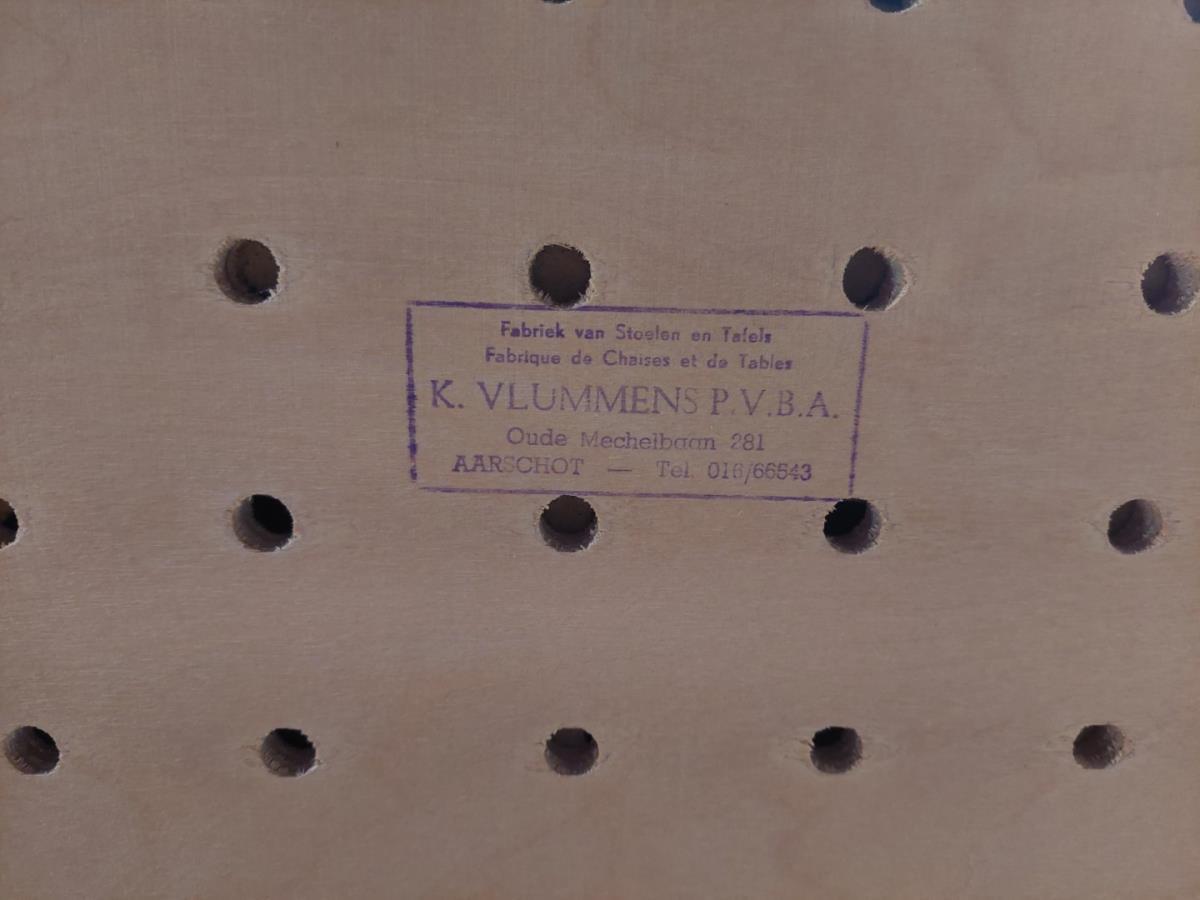 Fabriek van Stoelen en Tafels
Fabrique de Chaises et de Tables
K. VLUMMENS P.V.B.A.
Oude Mechelbaan 281
AARSCHOT — Tel. 016/66543